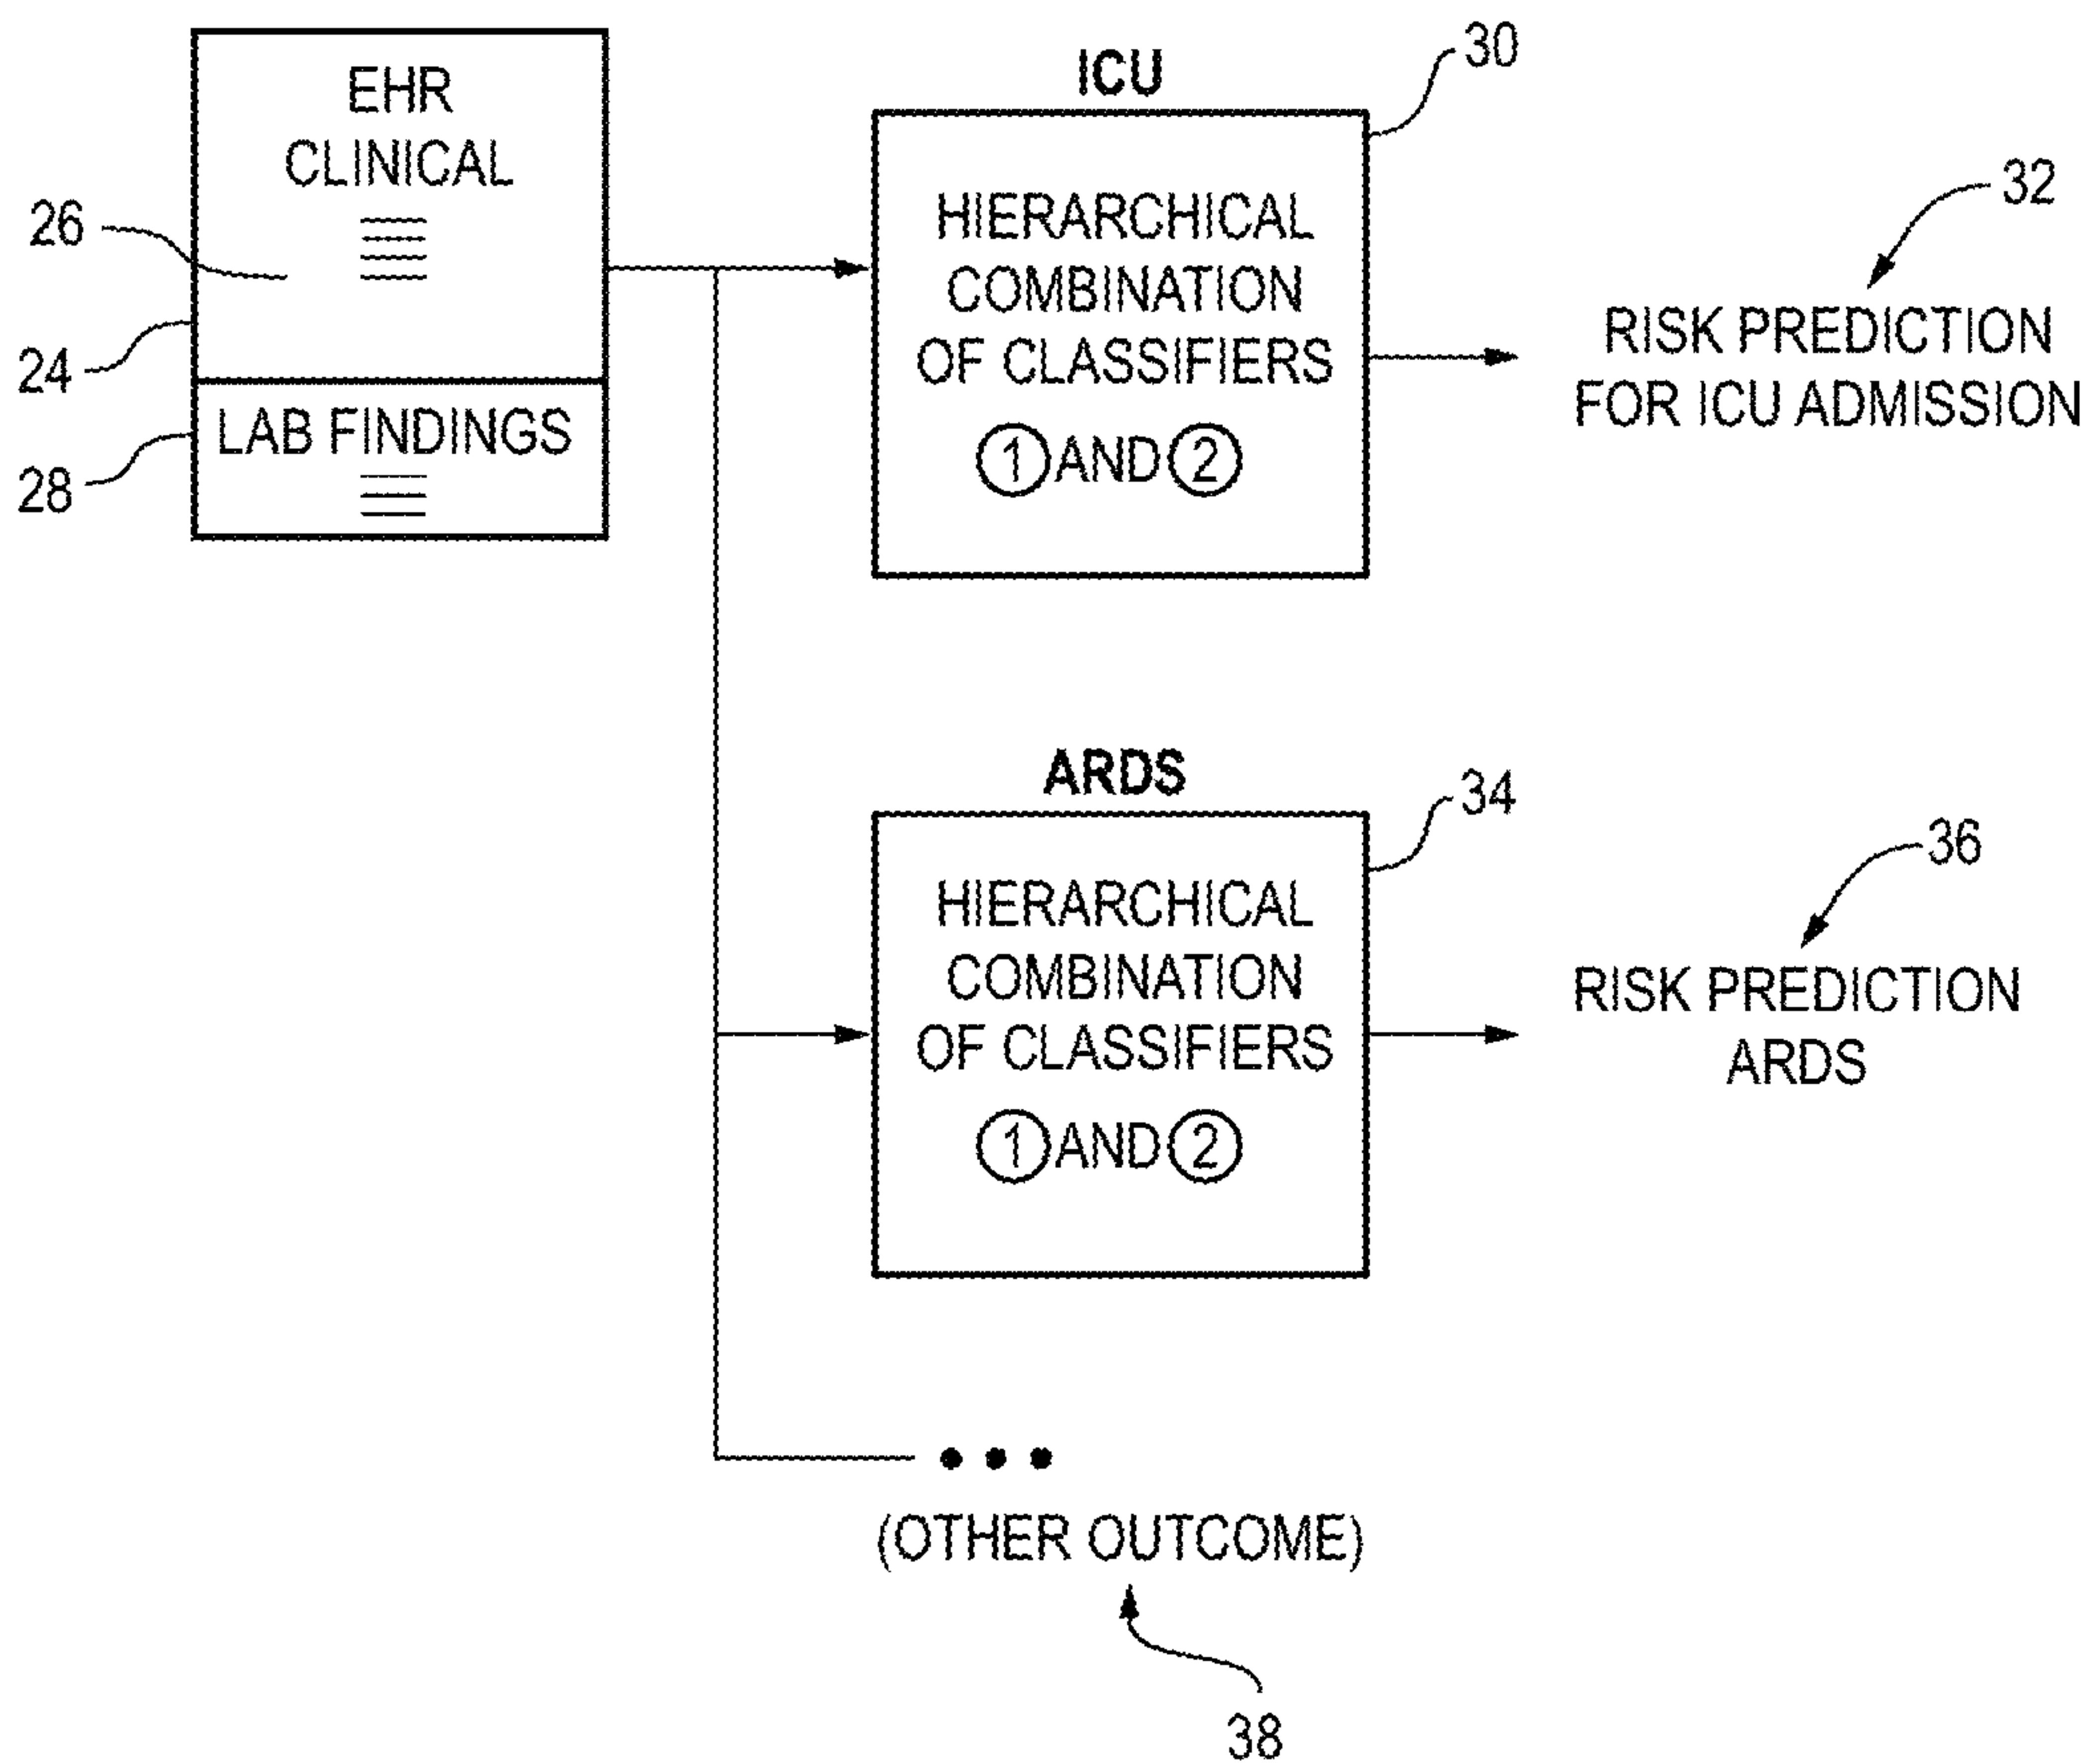 EHR
CLINICAL
26
24
LAB FINDINGS
28
ICU
30
HIERARCHICAL
COMBINATION
OF CLASSIFIERS
① AND ②
32
RISK PREDICTION
FOR ICU ADMISSION
ARDS
34
HIERARCHICAL
COMBINATION
OF CLASSIFIERS
① AND ②
36
RISK PREDICTION
ARDS
•••
(OTHER OUTCOME)
38